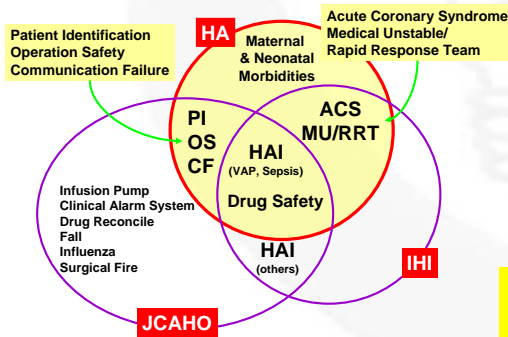 Patient Identification
Operation Safety
Communication Failure
HA
Maternal
& Neonatal
Morbidities
Acute Coronary Syndrome
Medical Unstable/
Rapid Response Team
PI
OS
CF
ACS
MU/RRT
HAI
(VAP, Sepsis)
Drug Safety
Infusion Pump
Clinical Alarm System
Drug Reconcile
Fall
Influenza
Surgical Fire
HAI
(others)
IHI
JCAHO